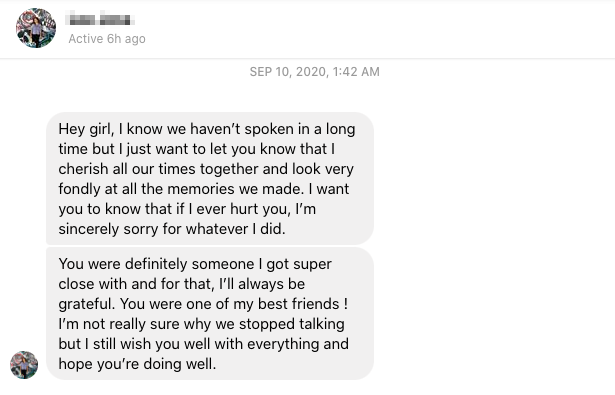 Active 6h ago
SEP 10, 2020, 1:42 AM
Hey girl, I know we haven't spoken in a long
time but I just want to let you know that I
cherish all our times together and look very
fondly at all the memories we made. I want
you to know that if I ever hurt you, I'm
sincerely sorry for whatever I did.
You were definitely someone I got super
close with and for that, I'll always be
grateful. You were one of my best friends !
I'm not really sure why we stopped talking
but I still wish you well with everything and
hope you're doing well.